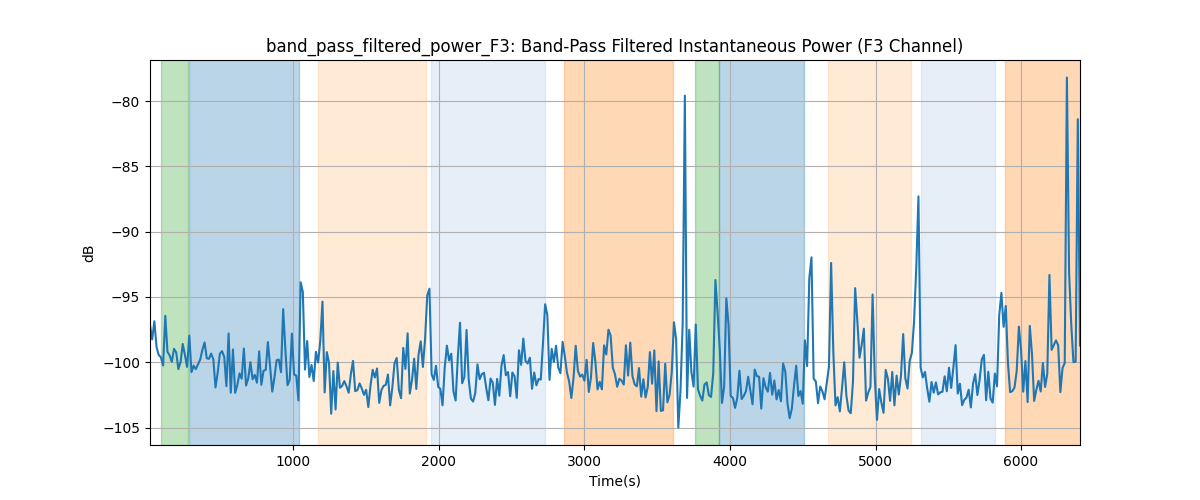 band_pass_filtered_power_F3: Band-Pass Filtered Instantaneous Power (F3 Channel)
−80
−85
−90
−95
−100
−105
dB
1000 2000 3000 4000 5000 6000
Time(s)